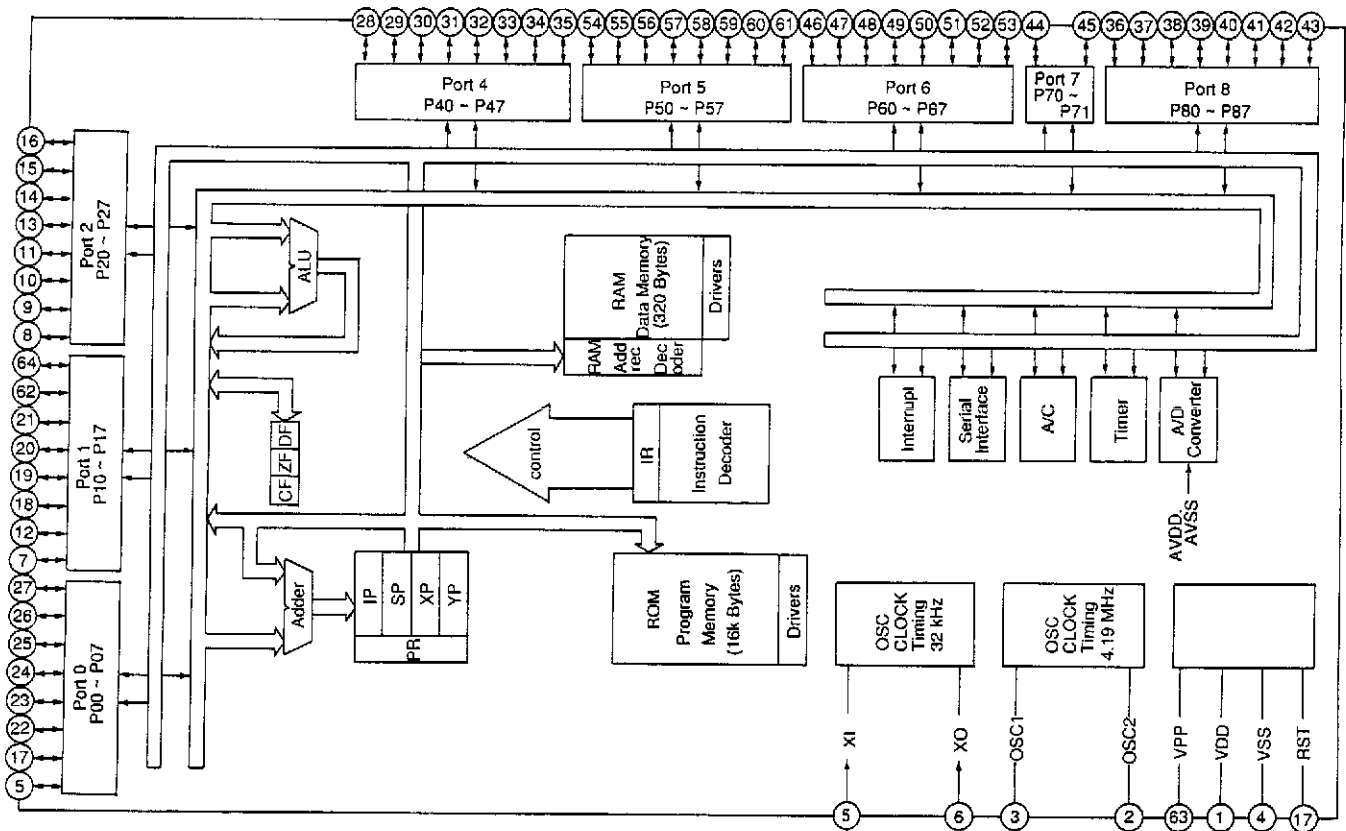 28 29 30 31 32 33 34 35 54 55 56 57 58 59 60 61 46 47 48 49 50 51 52 53 44 45 36 37 38 39 40 41 42 43
Port 4
P40 ~ P47
Port 5
P50 ~ P57
Port 6
P60 ~ P67
Port 7
P70 ~
P71
Port 8
P80 ~ P87
16
15
14
13
11
10
9
8
Port 2
P20 ~ P27
64
62
21
20
19
18
12
7
Port 1
P10 ~ P17
27
26
25
24
23
22
17
5
Port 0
P00 ~ P07
ALU
CF ZF DF
Adder
IP
SP
XP
YP
PR
RAM
Data Memory
(320 Bytes)
Drivers
RAM
Add
rec
Dec
oder
control
IR
Instruction
Decoder
ROM
Program
Memory
(16k Bytes)
Drivers
Interrupt
Serial
Interface
A/C
Timer
A/D
Converter
AVDD,
AVSS
OSC
CLOCK
Timing
32 kHz
OSC
CLOCK
Timing
4.19 MHz
XI
XO
OSC1
OSC2
VPP
VDD
VSS
RST
5 6 3 2 63 1 4 17